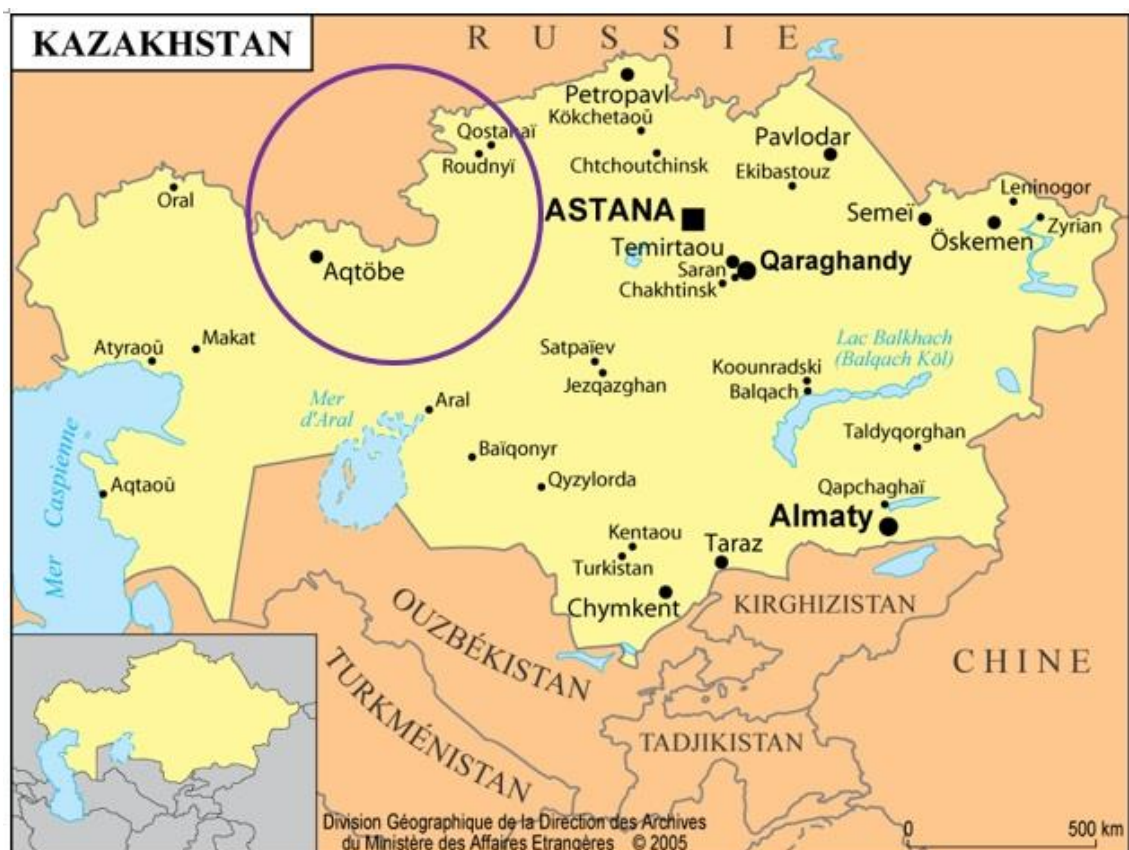 KAZAKHSTAN
RUSSIE
Petropavl
Kökchetaoû
Qostanaï
Roudnyï
Chtchoutchinsk
Pavlodar
Ekibastouz
Oral
Leninogor
ASTANA
Semeï
Zyrian
Öskemen
Temirtaou
Aqtöbe
Saran
Qaraghandy
Chakhtinsk
Makat
Atyraoû
Satpaïev
Jezqazghan
Lac Balkhach
(Balqach Köl)
Koounradski
Balqach
Mer
d'Aral
Aral
Taldyqorghan
Baïqonyr
Aqtaoû
Qyzylorda
Qapchaghaï
Mer Caspienne
Almaty
Kentaou
Taraz
Turkistan
Chymkent
KIRGHIZISTAN
OUZBÉKISTAN
CHINE
TURKMÉNISTAN
TADJIKISTAN
Division Géographique de la Direction des Archives
du Ministère des Affaires Etrangères © 2005
0 500 km